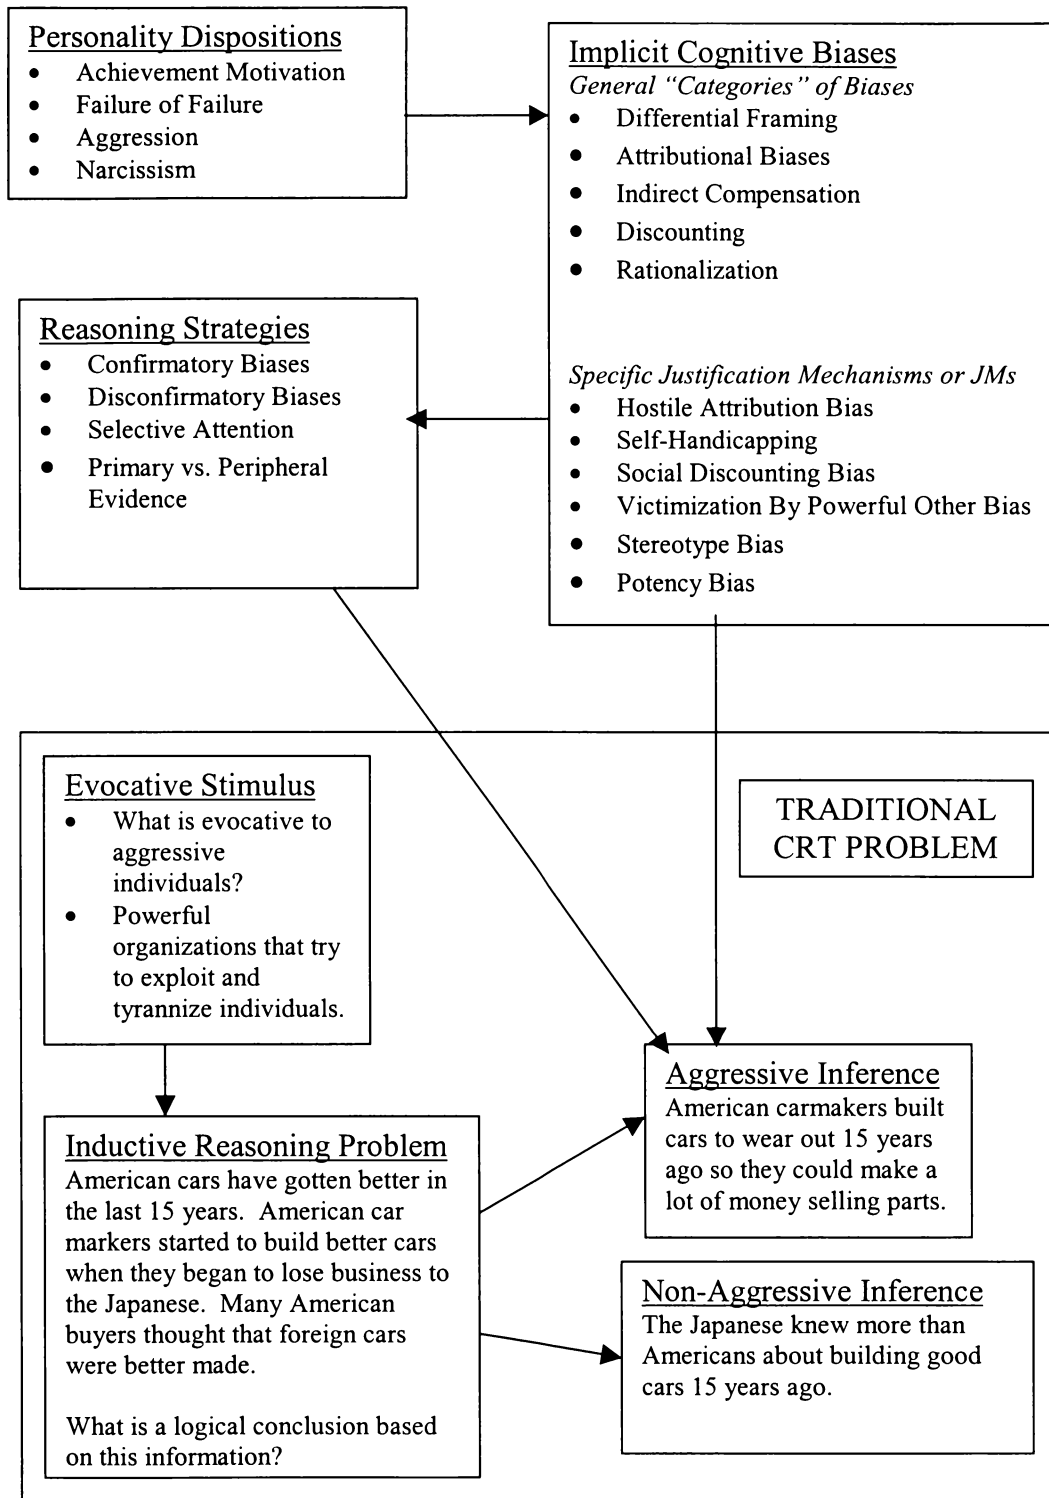 Personality Dispositions
• Achievement Motivation
• Failure of Failure
• Aggression
• Narcissism
Implicit Cognitive Biases
General "Categories" of Biases
• Differential Framing
• Attributional Biases
• Indirect Compensation
• Discounting
• Rationalization
Specific Justification Mechanisms or JMs
• Hostile Attribution Bias
• Self-Handicapping
• Social Discounting Bias
• Victimization By Powerful Other Bias
• Stereotype Bias
• Potency Bias
Reasoning Strategies
• Confirmatory Biases
• Disconfirmatory Biases
• Selective Attention
• Primary vs. Peripheral
Evidence
Evocative Stimulus
• What is evocative to
aggressive
individuals?
• Powerful
organizations that try
to exploit and
tyrannize individuals.
TRADITIONAL
CRT PROBLEM
Inductive Reasoning Problem
American cars have gotten better in
the last 15 years. American car
markers started to build better cars
when they began to lose business to
the Japanese. Many American
buyers thought that foreign cars
were better made.
What is a logical conclusion based
on this information?
Aggressive Inference
American carmakers built
cars to wear out 15 years
ago so they could make a
lot of money selling parts.
Non-Aggressive Inference
The Japanese knew more than
Americans about building good
cars 15 years ago.